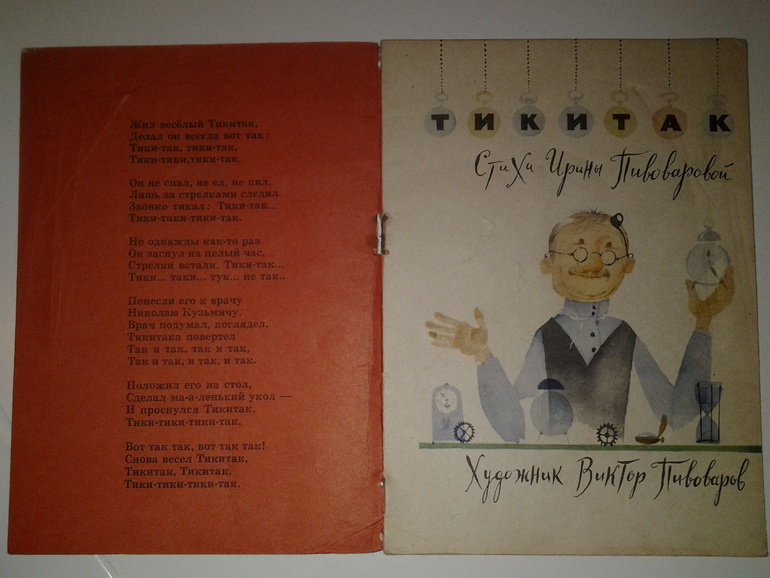 Жил весёлый Тикитак,
Делал он всегда вот так:
Тики-так, тики-так,
Тики-тики,тики-так.
Он не спал, не ел, не пил,
Лишь за стрелками следил.
Звонко тикал: Тики-так...
Тики-тики-тики-так.
Но однажды как-то раз
Он заснул на целый час,
Стрелки встали. Тики-так...
Тики... таки... тук... не так..
Понесли его к врачу
Николаю Кузьмичу.
Врач подумал, поглядел,
Тикитака повертел
Так и так, так и так,
Так и так, и так, и так.
Положил его на стол,
Сделал ма-а-ленький укол —
И проснулся Тикитак,
Тики-тики-тики-так.
Вот так так, вот так так!
Снова весел Тикитак,
Тикитак, Тикитак,
Тики-тики-тики-так.
ТИКИТАК
Стихи Ирины Пивоваровой
Художник Виктор Пивоваров